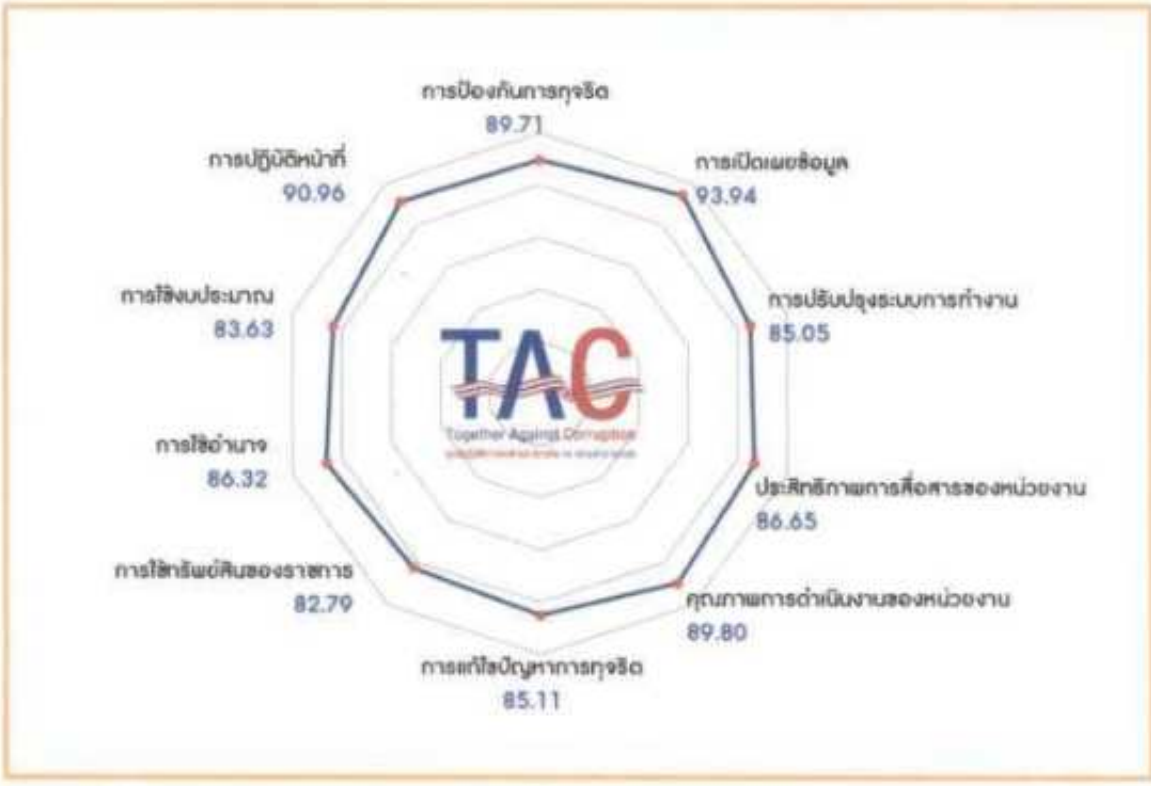 การป้องกันการทุจริต
89.71
การเปิดเผยข้อมูล
93.94
การปรับปรุงระบบการทำงาน
85.05
ประสิทธิภาพการสื่อสารของหน่วยงาน
86.65
คุณภาพการดำเนินงานของหน่วยงาน
89.80
การแก้ไขปัญหาการทุจริต
85.11
การใช้ทรัพย์สินของราชการ
82.79
การใช้อำนาจ
86.32
การใช้งบประมาณ
83.63
การปฏิบัติหน้าที่
90.96
TAC
Together Against Corruption